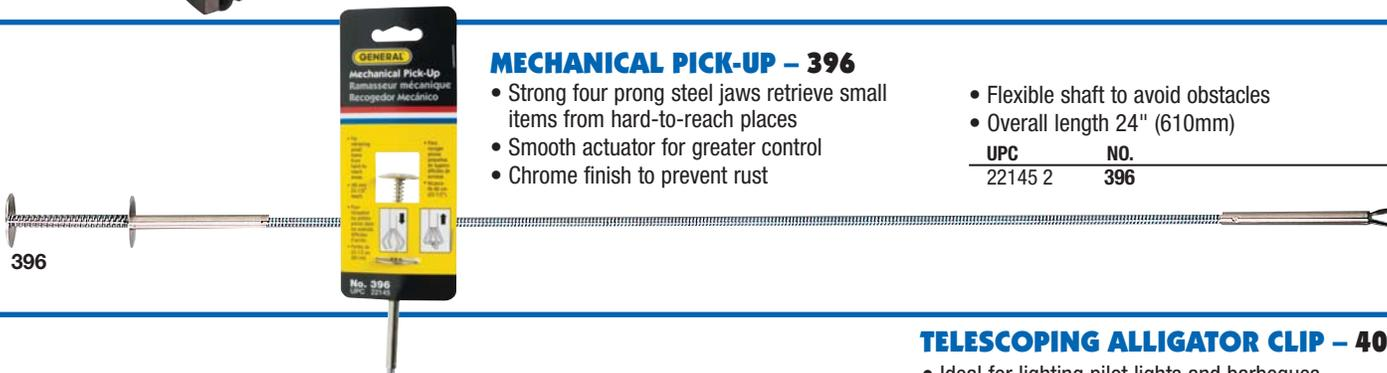 GENERAL
Mechanical Pick-Up
Ramasseur mécanique
Recogedor Mecánico
No. 396
UPC 22145
396
MECHANICAL PICK-UP – 396
• Strong four prong steel jaws retrieve small
items from hard-to-reach places
• Smooth actuator for greater control
• Chrome finish to prevent rust
• Flexible shaft to avoid obstacles
• Overall length 24" (610mm)
UPC NO.
22145 2 396
TELESCOPING ALLIGATOR CLIP – 40
• Ideal for lighting pilot lights and barbeques